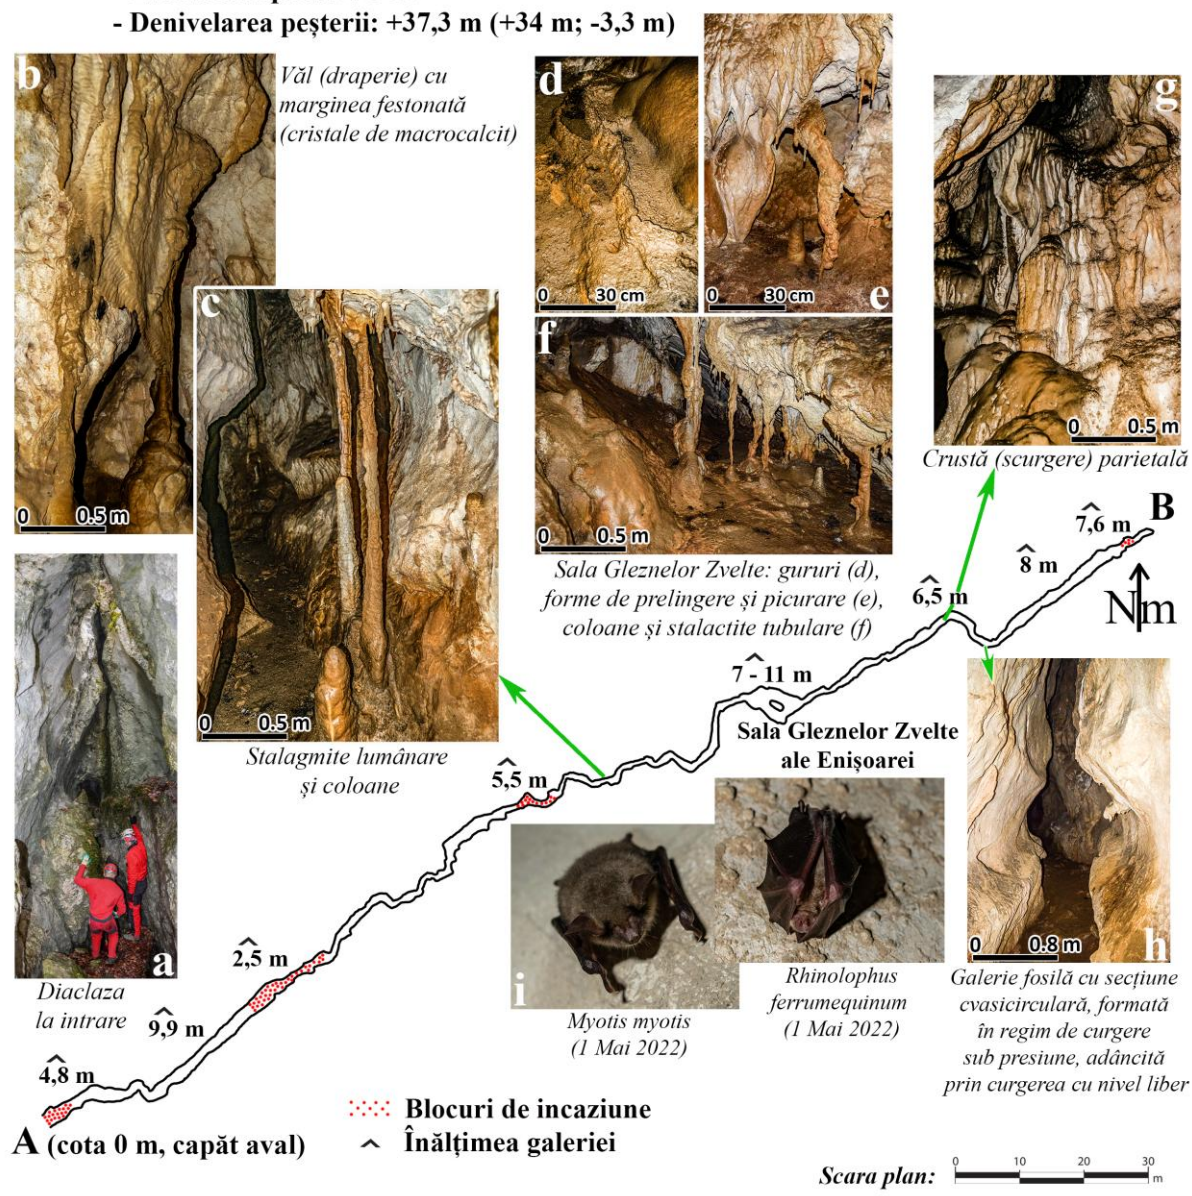 - Denivelarea peșterii: +37,3 m (+34 m; -3,3 m)
b
Văl (draperie) cu
marginea festonată
(cristale de macrocalcit)
0 0.5 m
c
0 0.5 m
Stalagmite lumânare
și coloane
d
0 30 cm
e
0 30 cm
f
0 0.5 m
Sala Gleznelor Zvelte: gururi (d),
forme de prelingere și picurare (e),
coloane și stalactite tubulare (f)
g
0 0.5 m
Crustă (scurgere) parietală
7,6 m
B
8 m
6,5 m
Nm
7 - 11 m
Sala Gleznelor Zvelte
ale Enișoarei
5,5 m
2,5 m
9,9 m
4,8 m
a
Diaclaza
la intrare
i
Myotis myotis
(1 Mai 2022)
Rhinolophus
ferrumequinum
(1 Mai 2022)
0 0.8 m
h
Galerie fosilă cu secțiune
cvasicirculară, formată
în regim de curgere
sub presiune, adâncită
prin curgerea cu nivel liber
A (cota 0 m, capăt aval)
Blocuri de incaziune
Înălțimea galeriei
Scara plan:
0 10 20 30
m